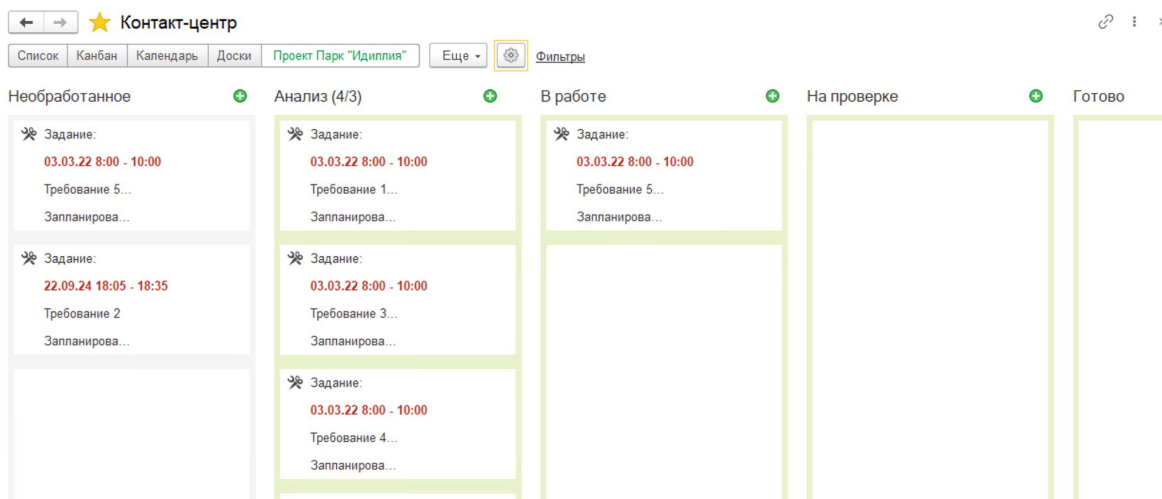 Контакт-центр
Список Канбан Календарь Доски Проект Парк "Идиллия" Еще Фильтры
Необработанное
Задание:
03.03.22 8:00 - 10:00
Требование 5...
Запланирова...
Задание:
22.09.24 18:05 - 18:35
Требование 2
Запланирова...
Анализ (4/3)
Задание:
03.03.22 8:00 - 10:00
Требование 1...
Запланирова...
Задание:
03.03.22 8:00 - 10:00
Требование 3...
Запланирова...
Задание:
03.03.22 8:00 - 10:00
Требование 4...
Запланирова...
В работе
Задание:
03.03.22 8:00 - 10:00
Требование 5...
Запланирова...
На проверке
Готово